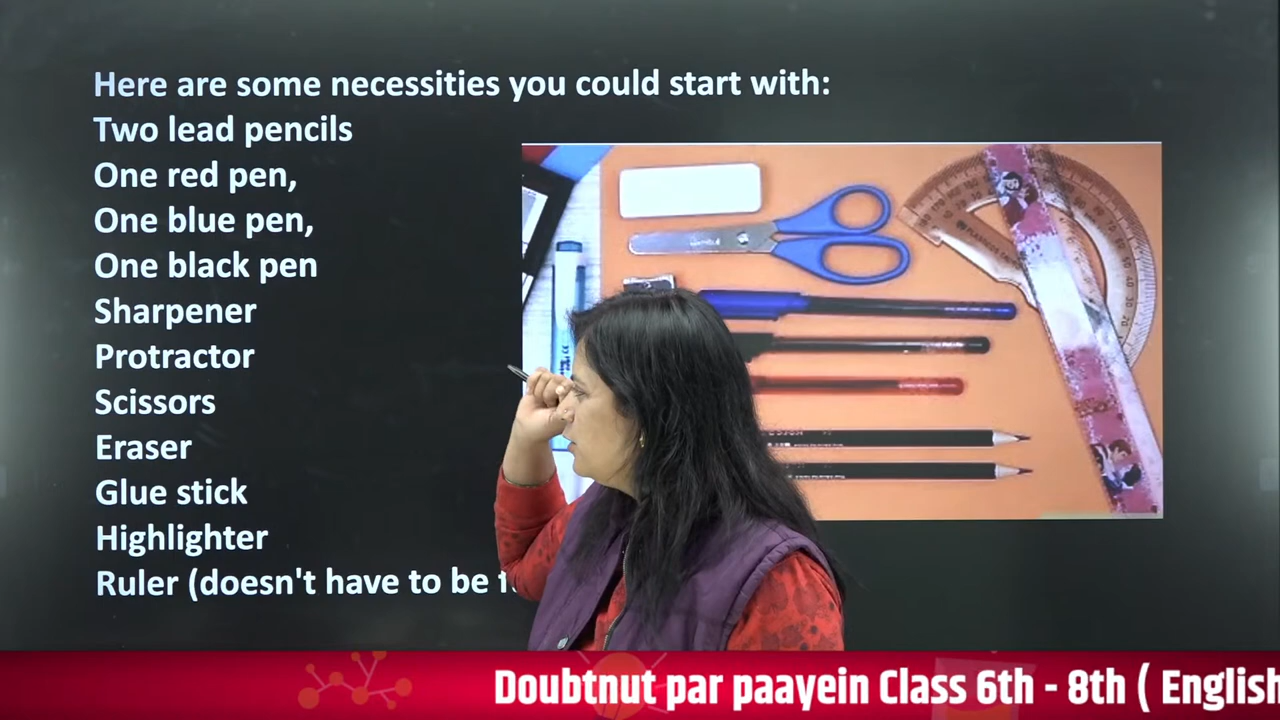 Here are some necessities you could start with:
Two lead pencils
One red pen,
One blue pen,
One black pen
Sharpener
Protractor
Scissors
Eraser
Glue stick
Highlighter
Ruler (doesn't have to be
Doubtnut par paayein Class 6th - 8th ( English